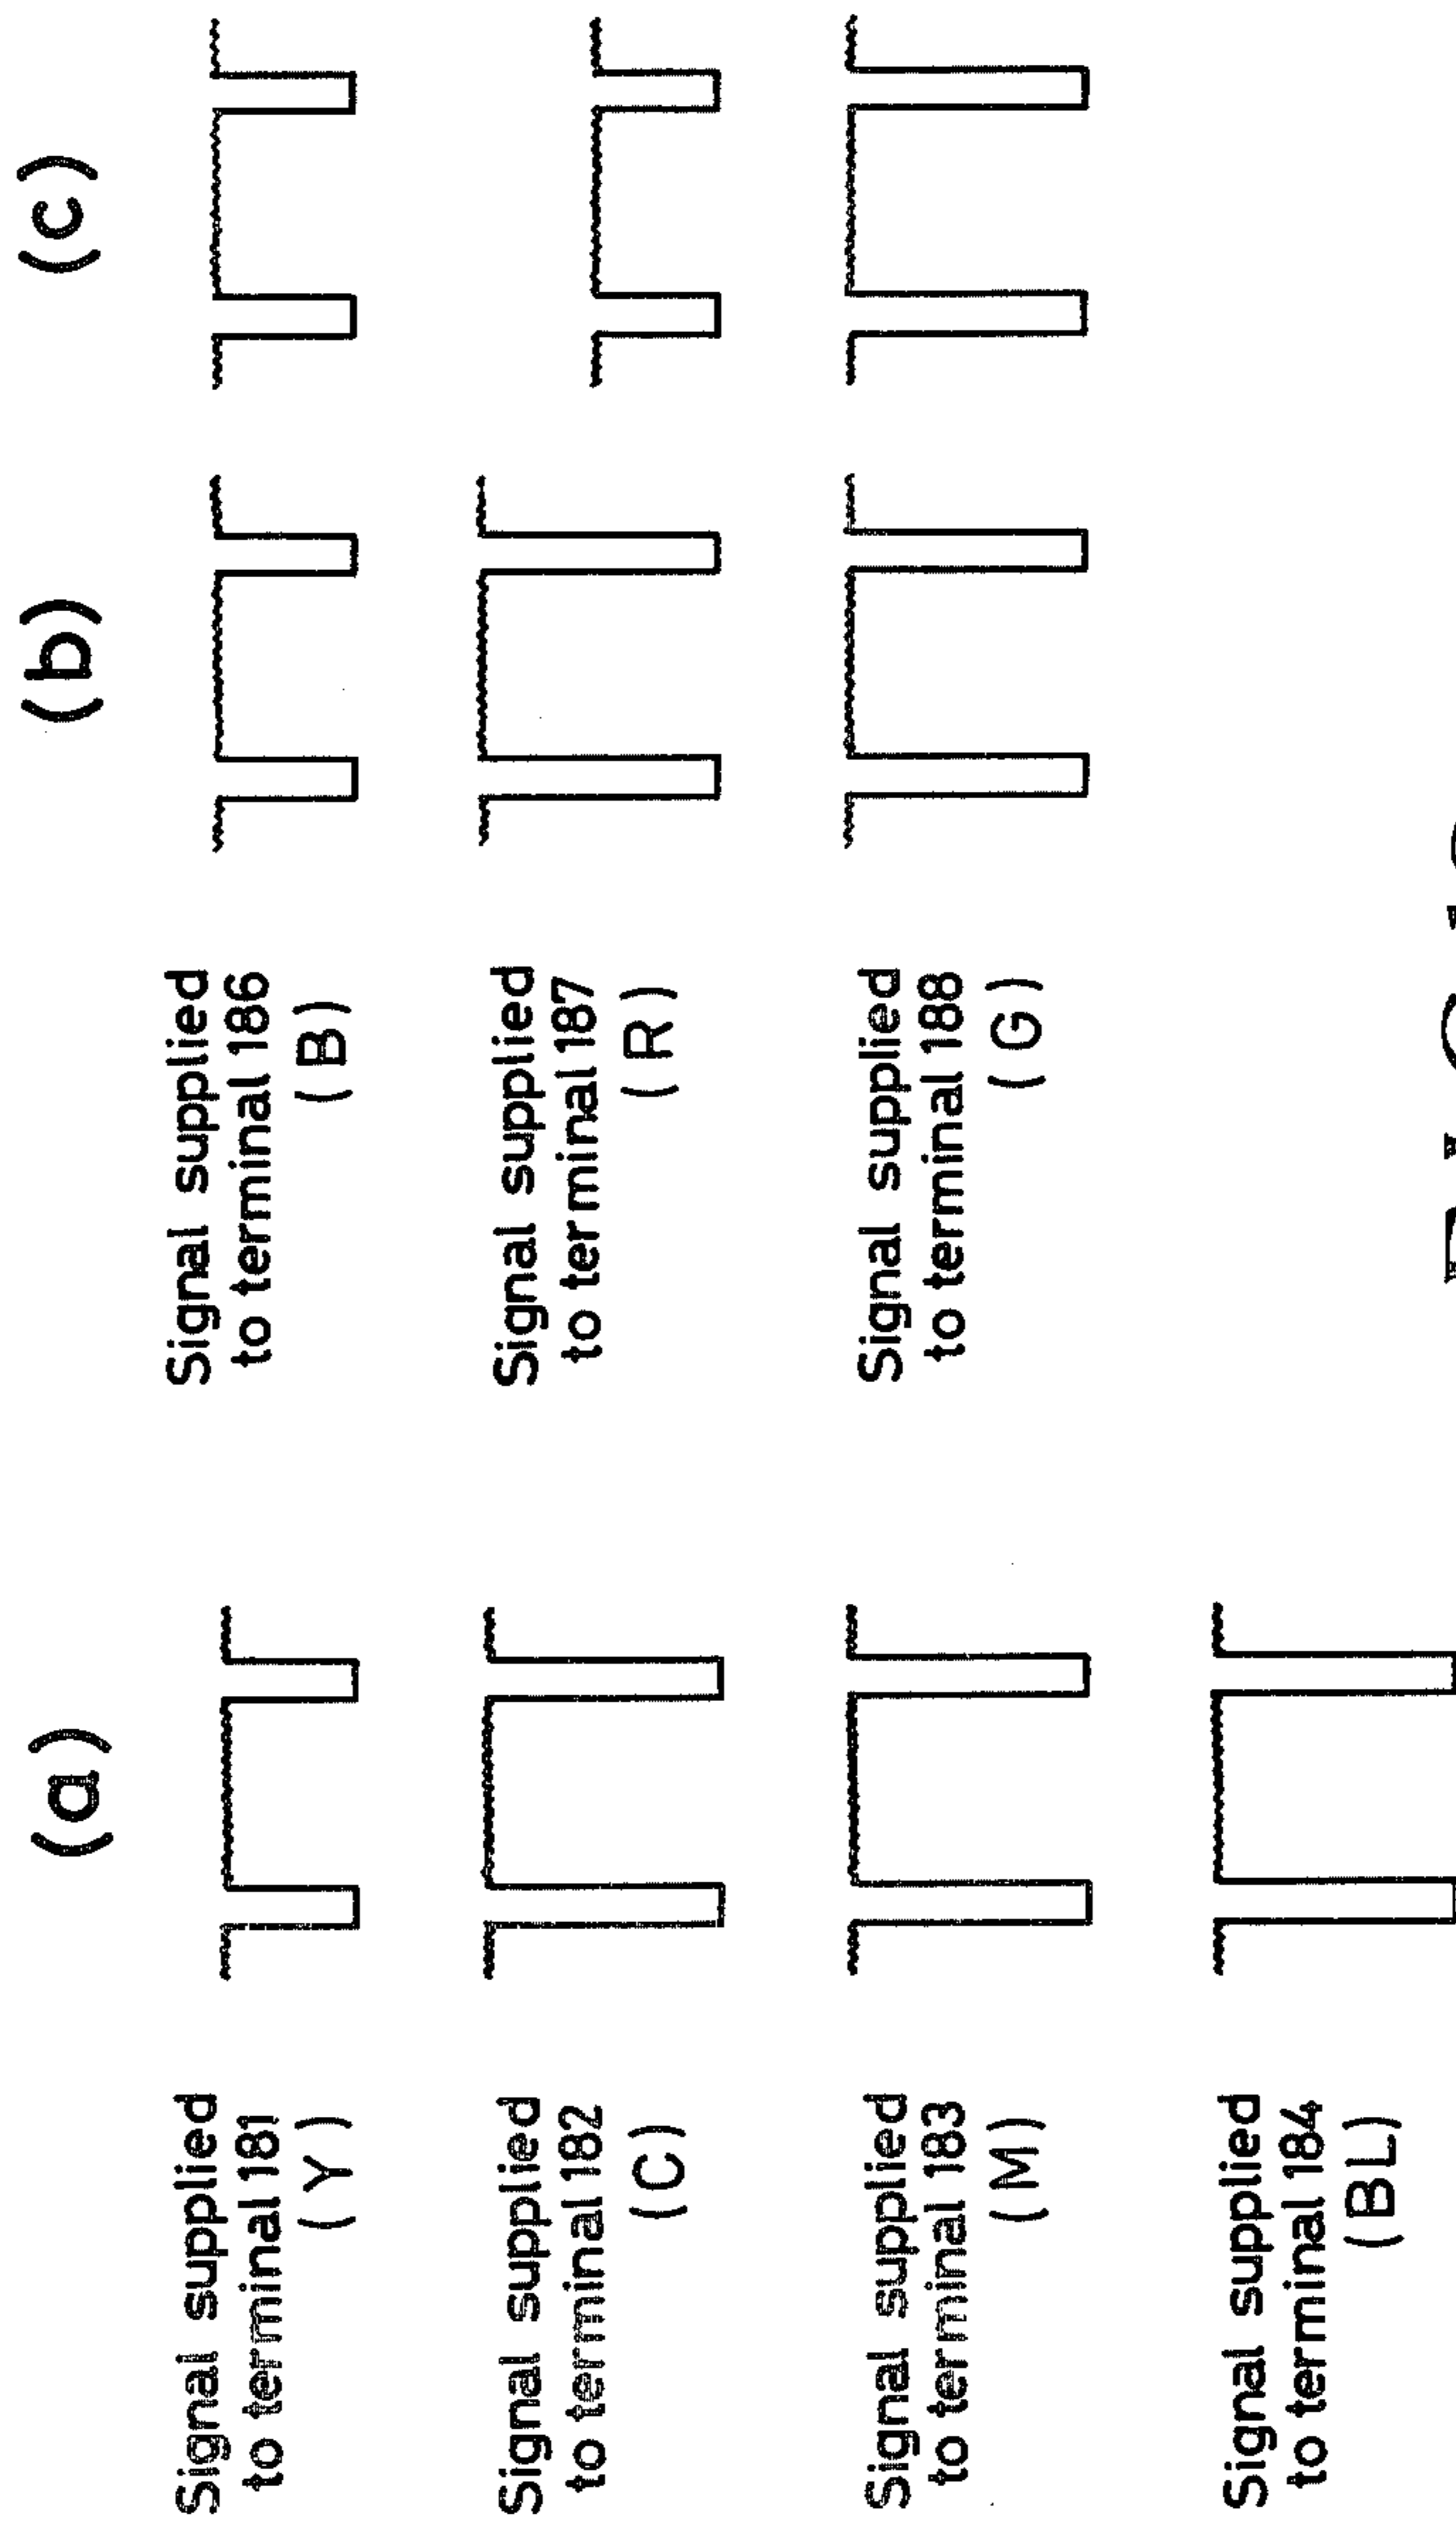 (a)
Signal supplied
to terminal 181
(Y)
Signal supplied
to terminal 182
(C)
Signal supplied
to terminal 183
(M)
Signal supplied
to terminal 184
(BL)
(b)
(c)
Signal supplied
to terminal 186
(B)
Signal supplied
to terminal 187
(R)
Signal supplied
to terminal 188
(G)